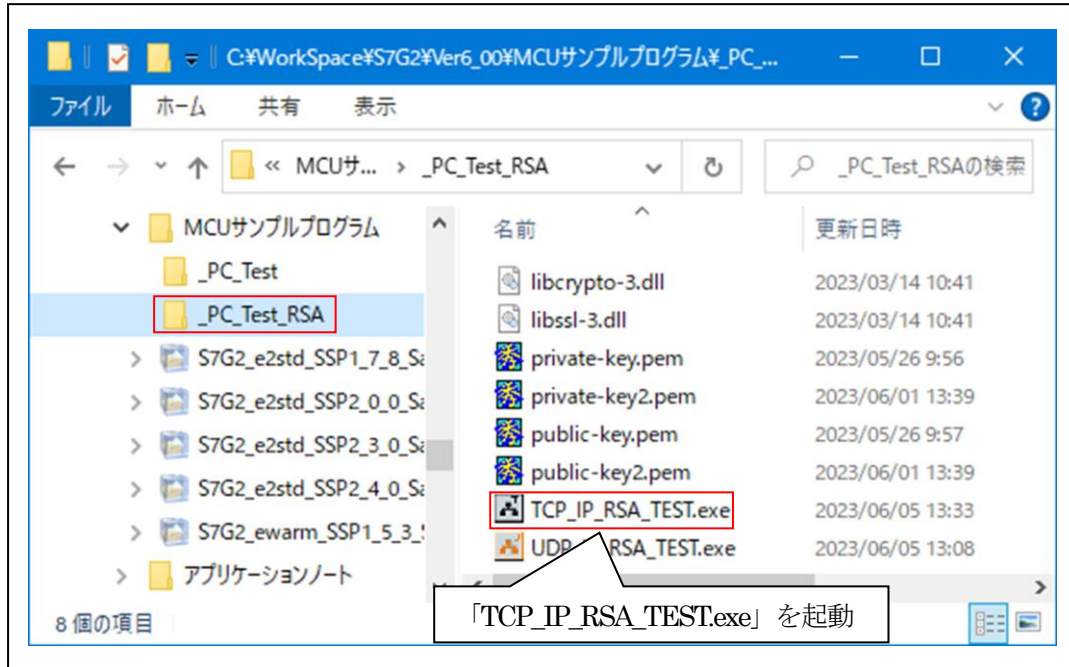 C:¥WorkSpace¥S7G2¥Ver6_00¥MCUサンプルプログラム¥_PC_...
ファイル ホーム 共有 表示
« MCUサ... › _PC_Test_RSA
_PC_Test_RSAの検索
MCUサンプルプログラム
_PC_Test
_PC_Test_RSA
S7G2_e2std_SSP1_7_8_Sa
S7G2_e2std_SSP2_0_0_Sa
S7G2_e2std_SSP2_3_0_Sa
S7G2_e2std_SSP2_4_0_Sa
S7G2_ewarm_SSP1_5_3_
アプリケーションノート
名前 更新日時
libcrypto-3.dll 2023/03/14 10:41
libssl-3.dll 2023/03/14 10:41
private-key.pem 2023/05/26 9:56
private-key2.pem 2023/06/01 13:39
public-key.pem 2023/05/26 9:57
public-key2.pem 2023/06/01 13:39
TCP_IP_RSA_TEST.exe 2023/06/05 13:33
UDP RSA_TEST.exe 2023/06/05 13:08
「TCP_IP_RSA_TEST.exe」を起動
8 個の項目